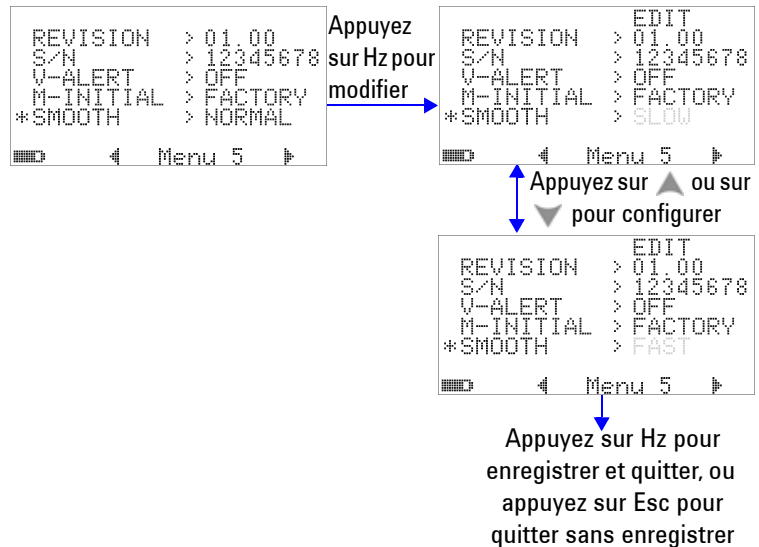 REVISION > 01.00
S/N > 12345678
V-ALERT > OFF
M-INITIAL > FACTORY
*SMOOTH > NORMAL
Menu 5
Appuyez
sur Hz pour
modifier
EDIT
REVISION > 01.00
S/N > 12345678
V-ALERT > OFF
M-INITIAL > FACTORY
*SMOOTH > SLOW
Menu 5
Appuyez sur ou sur
pour configurer
EDIT
REVISION > 01.00
S/N > 12345678
V-ALERT > OFF
M-INITIAL > FACTORY
*SMOOTH > FAST
Menu 5
Appuyez sur Hz pour
enregistrer et quitter, ou
appuyez sur Esc pour
quitter sans enregistrer